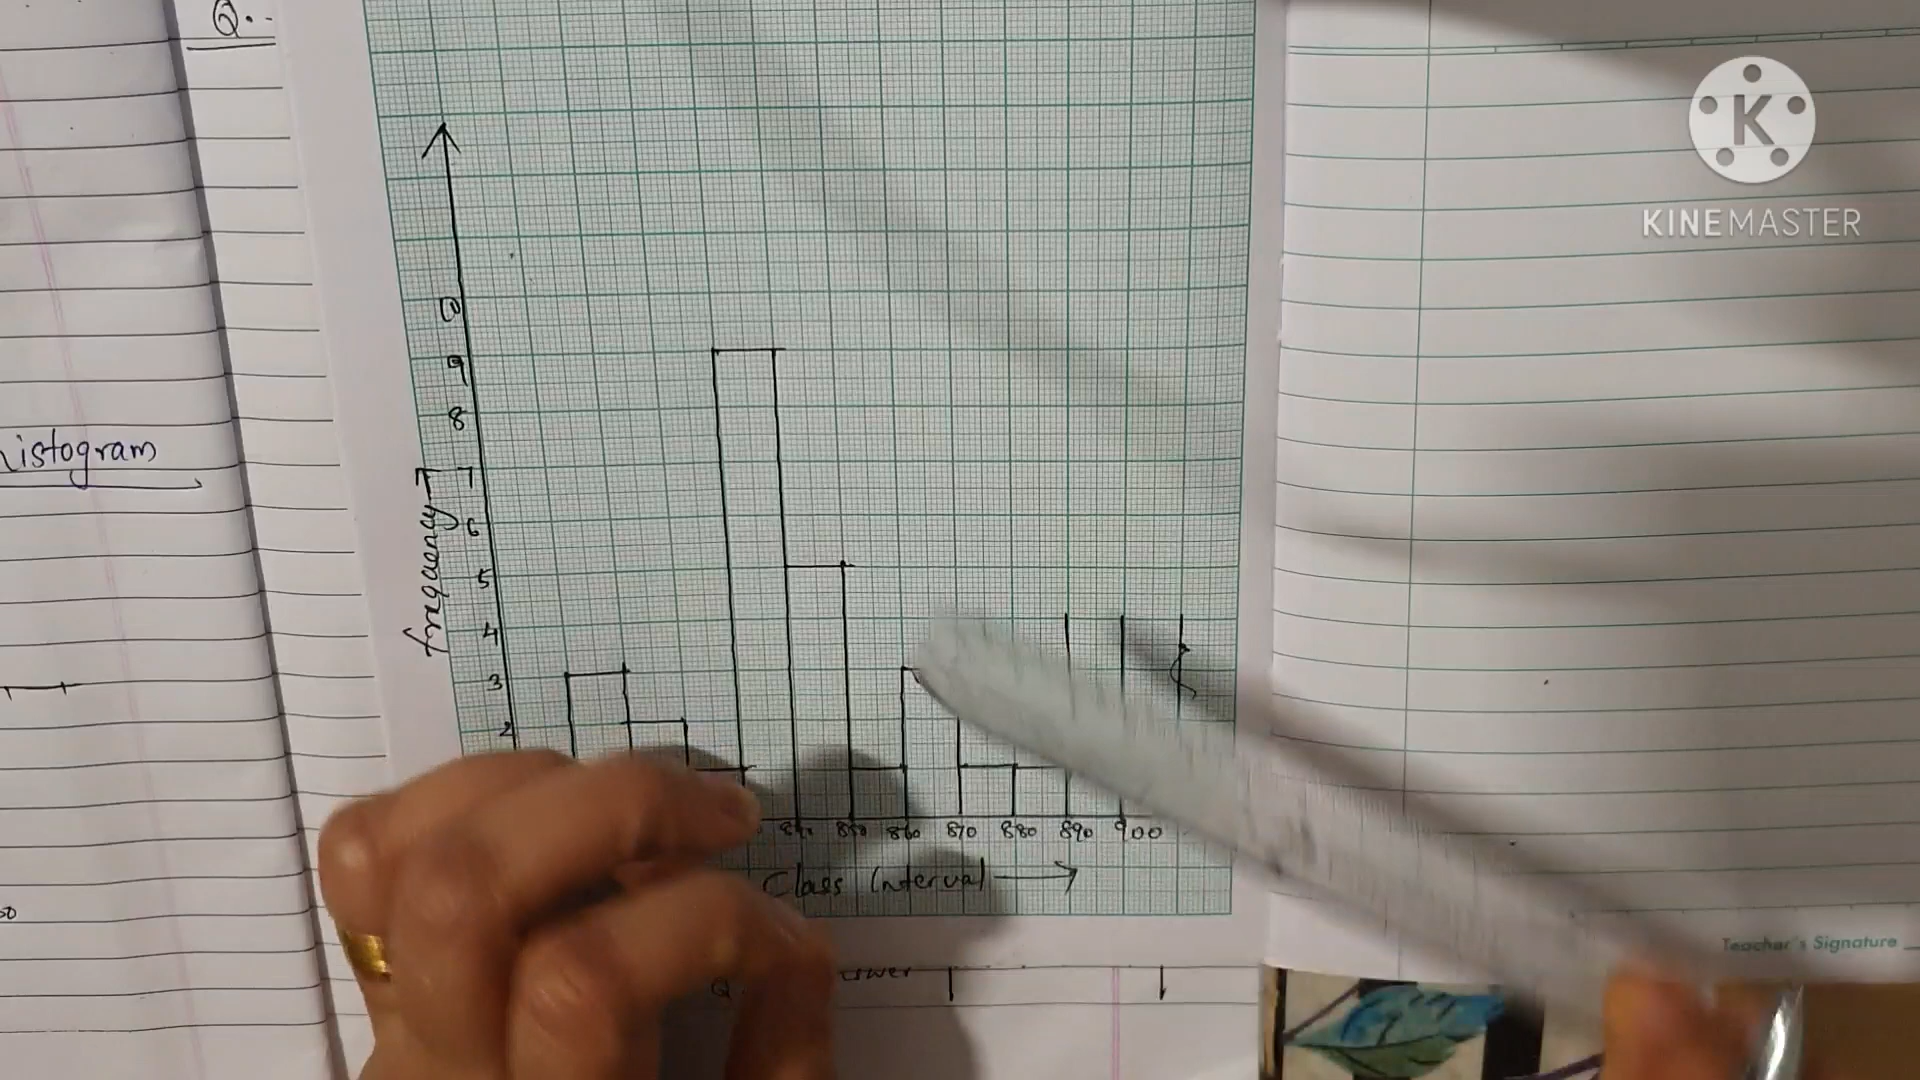 Q.
KINEMASTER
histogram
frequency
10
9
8
7
6
5
4
3
2
840 850 860 870 880 890 900
Class Interval
Q.
Teacher's Signature